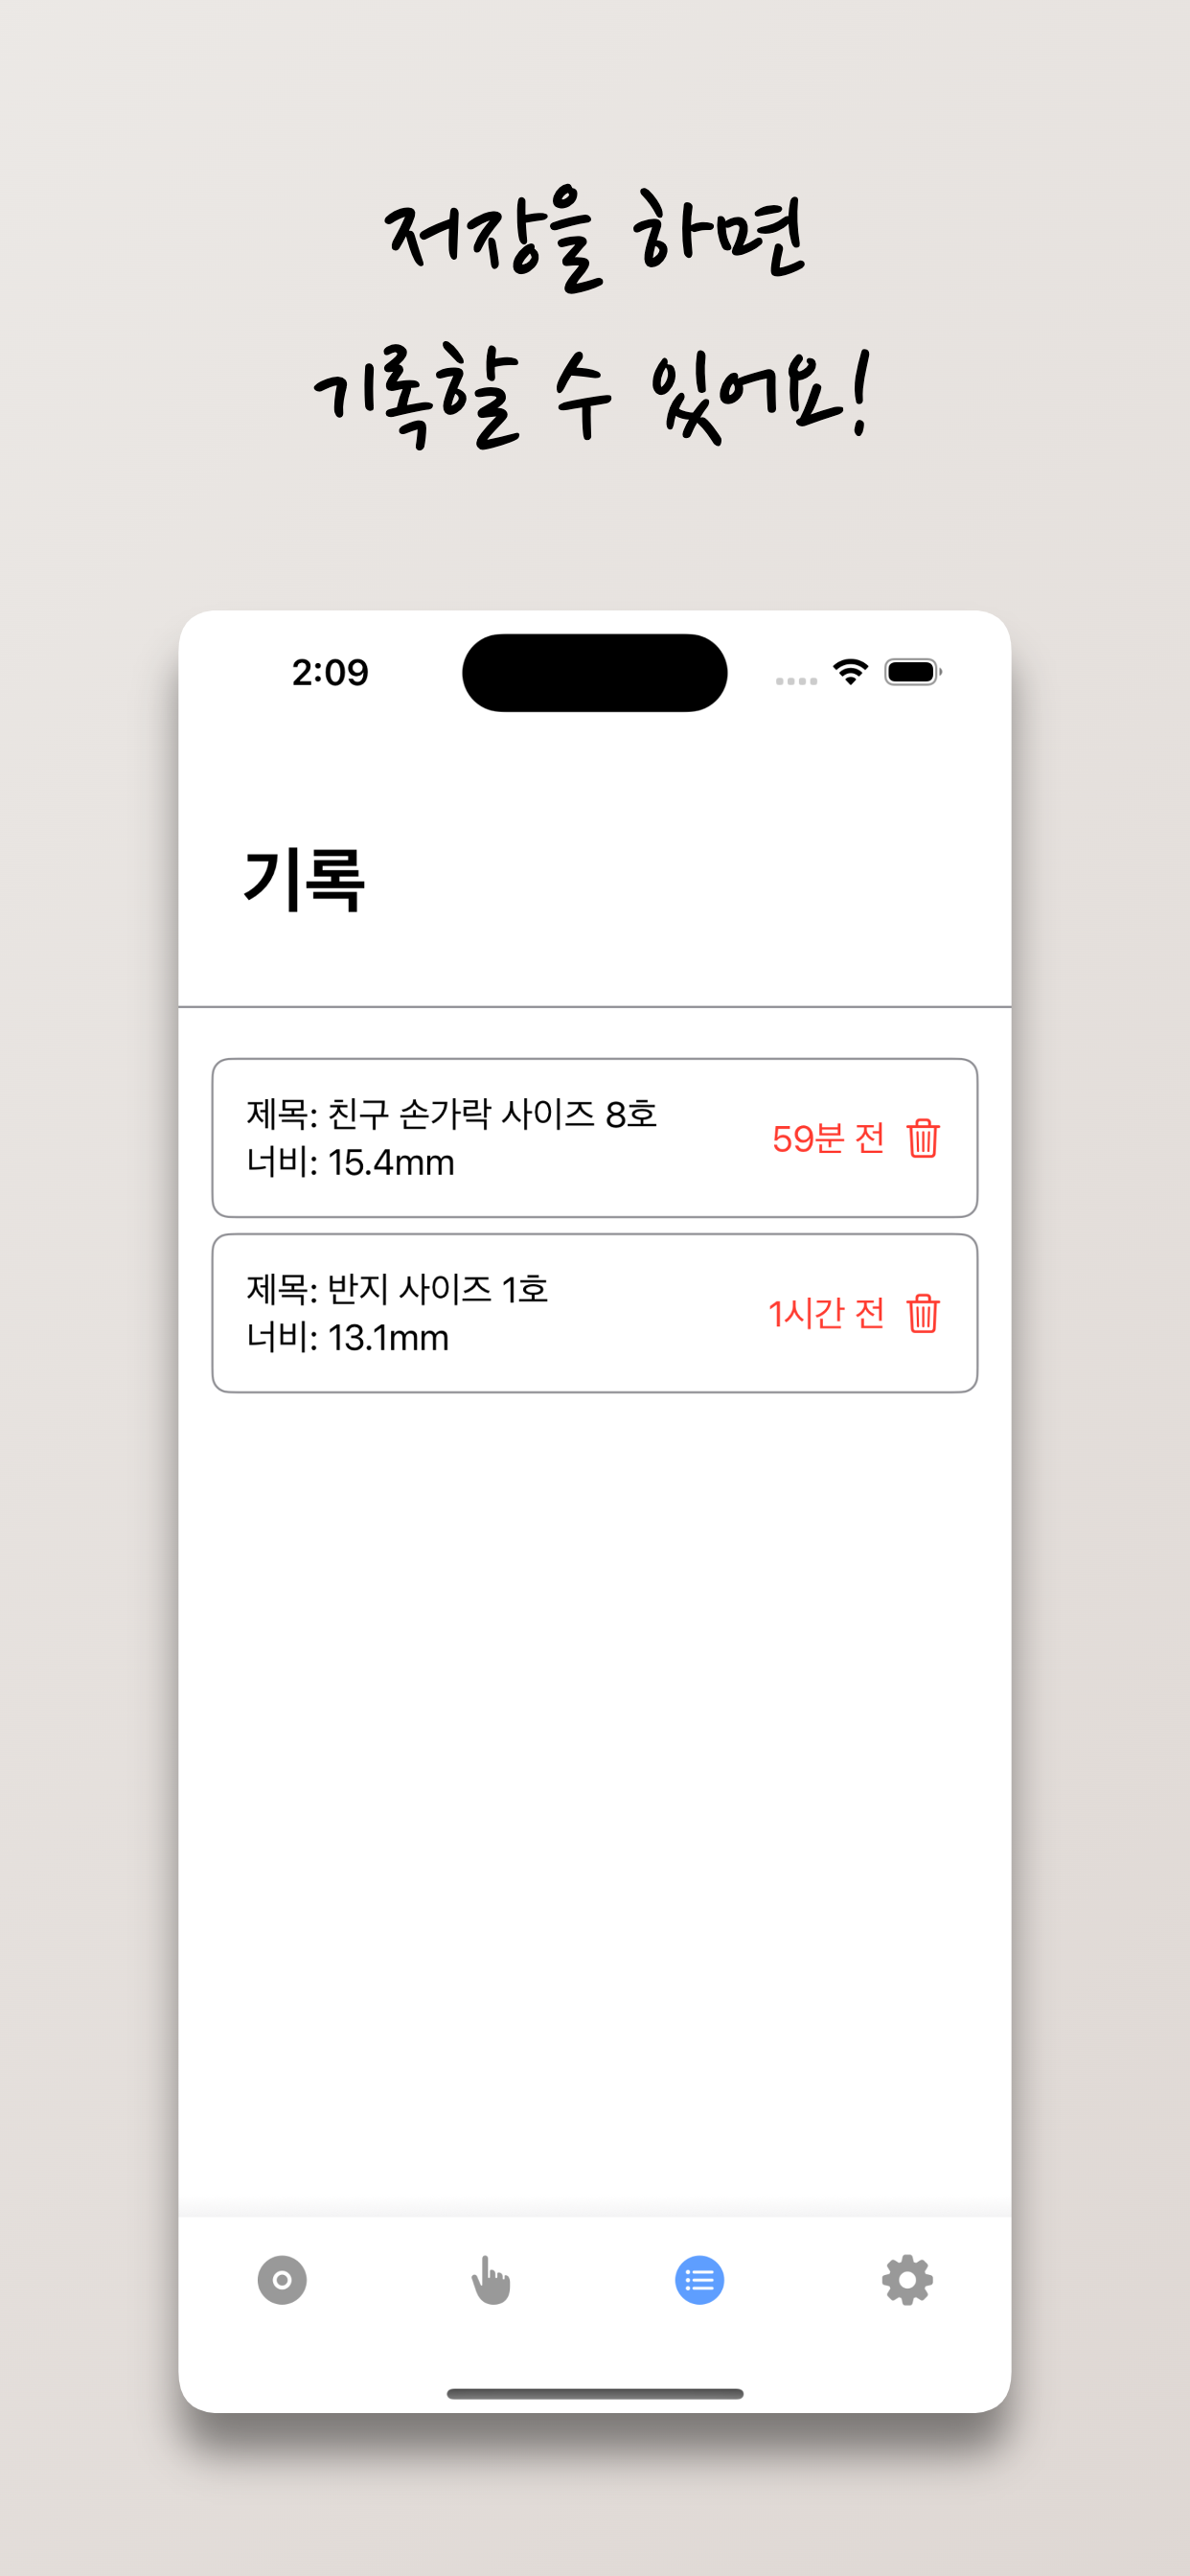 저장을 하면
기록할 수 있어요!
2:09
기록
제목: 친구 손가락 사이즈 8호
너비: 15.4mm
59분 전
제목: 반지 사이즈 1호
너비: 13.1mm
1시간 전